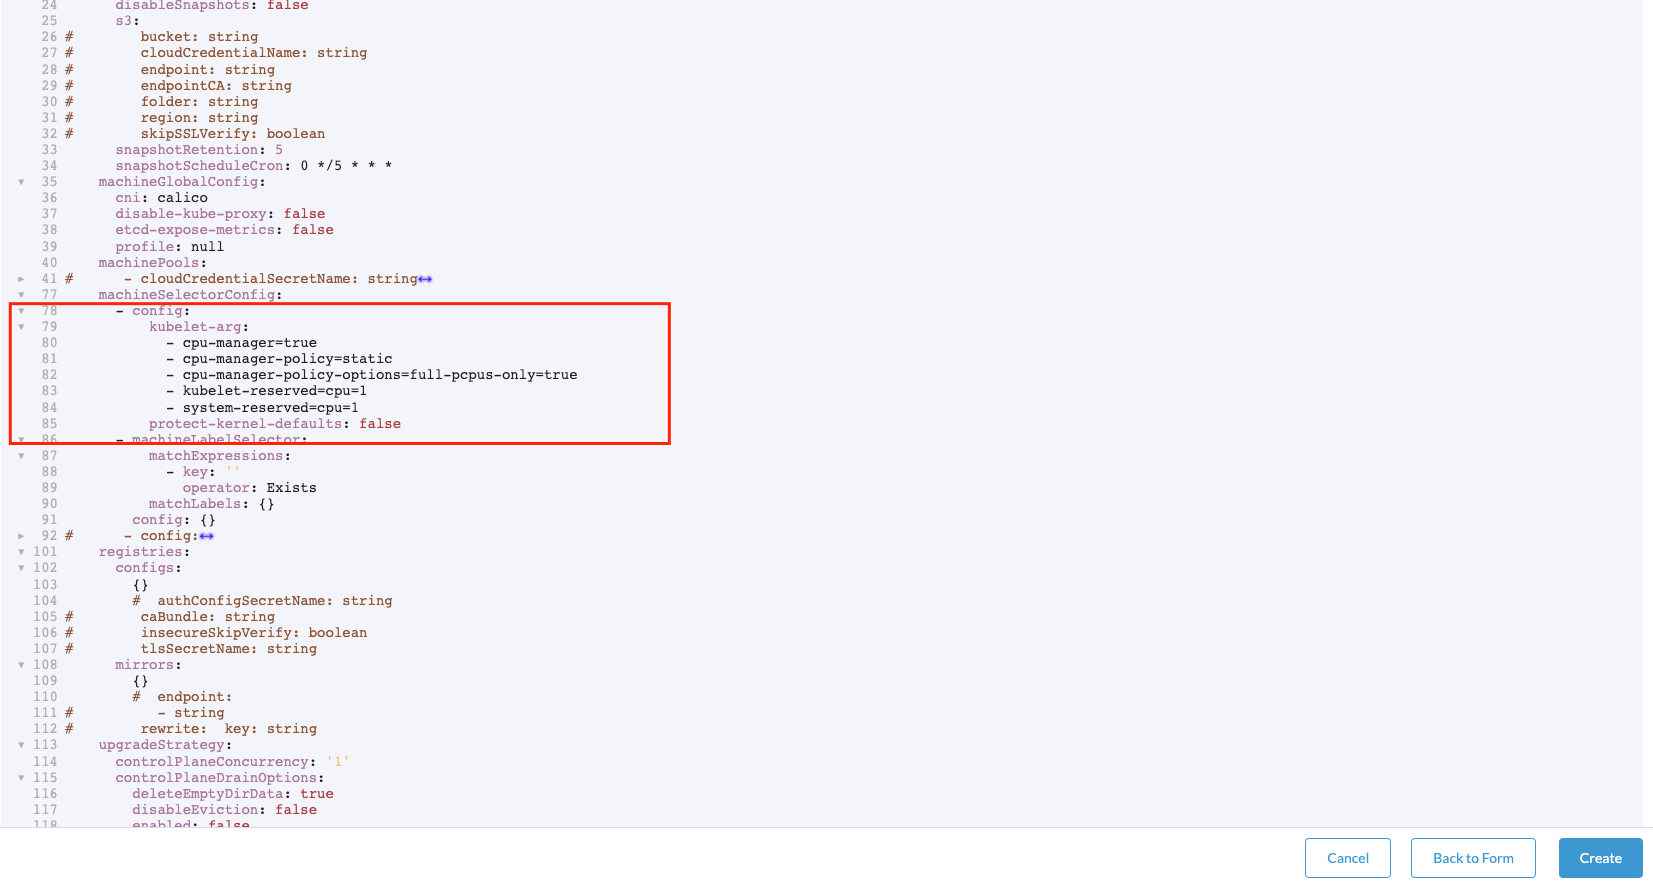 24 disableSnapshots: false
25 s3:
26 # bucket: string
27 # cloudCredentialName: string
28 # endpoint: string
29 # endpointCA: string
30 # folder: string
31 # region: string
32 # skipSSLVerify: boolean
33 snapshotRetention: 5
34 snapshotScheduleCron: 0 */5 * * *
35 machineGlobalConfig:
36 cni: calico
37 disable-kube-proxy: false
38 etcd-expose-metrics: false
39 profile: null
40 machinePools:
41 # - cloudCredentialSecretName: string↔
77 machineSelectorConfig:
78 - config:
79 kubelet-arg:
80 - cpu-manager=true
81 - cpu-manager-policy=static
82 - cpu-manager-policy-options=full-pcpus-only=true
83 - kubelet-reserved=cpu=1
84 - system-reserved=cpu=1
85 protect-kernel-defaults: false
86 - machineLabelSelector:
87 matchExpressions:
88 - key: ''
89 operator: Exists
90 matchLabels: {}
91 config: {}
92 # - config:↔
101 registries:
102 configs:
103 {}
104 # authConfigSecretName: string
105 # caBundle: string
106 # insecureSkipVerify: boolean
107 # tlsSecretName: string
108 mirrors:
109 {}
110 # endpoint:
111 # - string
112 # rewrite: key: string
113 upgradeStrategy:
114 controlPlaneConcurrency: '1'
115 controlPlaneDrainOptions:
116 deleteEmptyDirData: true
117 disableEviction: false
118 enabled: false
Cancel
Back to Form
Create